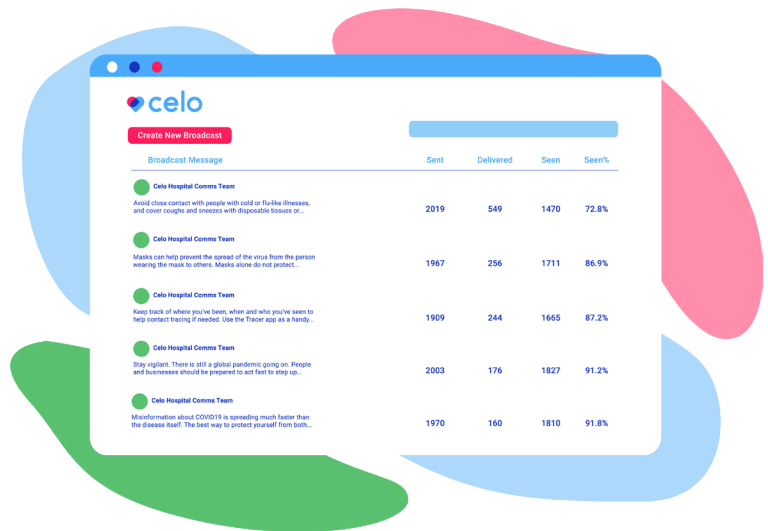 celo
Create New Broadcast
Broadcast Message Sent Delivered Seen Seen%
Celo Hospital Comms Team
Avoid close contact with people with cold or flu-like illnesses,
and cover coughs and sneezes with disposable tissues or...
2019 549 1470 72.8%
Celo Hospital Comms Team
Masks can help prevent the spread of the virus from the person
wearing the mask to others. Masks alone do not protect...
1967 256 1711 86.9%
Celo Hospital Comms Team
Keep track of where you've been, when and who you've seen to
help contact tracing if needed. Use the Tracer app as a handy...
1909 244 1665 87.2%
Celo Hospital Comms Team
Stay vigilant. There is still a global pandemic going on. People
and businesses should be prepared to act fast to step up...
2003 176 1827 91.2%
Celo Hospital Comms Team
Misinformation about COVID19 is spreading much faster than
the disease itself. The best way to protect yourself from both...
1970 160 1810 91.8%